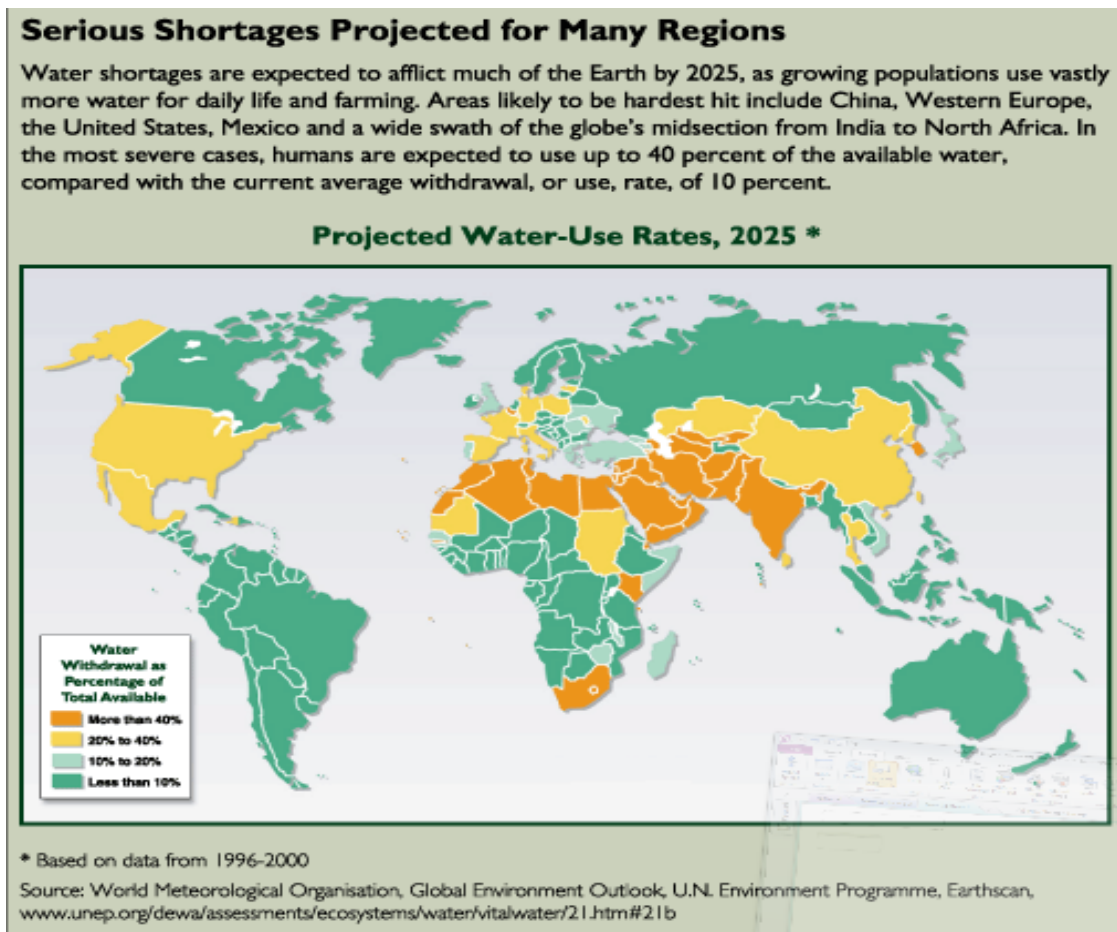 Serious Shortages Projected for Many Regions
Water shortages are expected to afflict much of the Earth by 2025, as growing populations use vastly
more water for daily life and farming. Areas likely to be hardest hit include China, Western Europe,
the United States, Mexico and a wide swath of the globe's midsection from India to North Africa. In
the most severe cases, humans are expected to use up to 40 percent of the available water,
compared with the current average withdrawal, or use, rate, of 10 percent.
Projected Water-Use Rates, 2025 *
Water
Withdrawal as
Percentage of
Total Available
More than 40%
20% to 40%
10% to 20%
Less than 10%
* Based on data from 1996-2000
Source: World Meteorological Organisation, Global Environment Outlook, U.N. Environment Programme, Earthscan,
www.unep.org/dewa/assessments/ecosystems/water/vitalwater/21.htm#21b